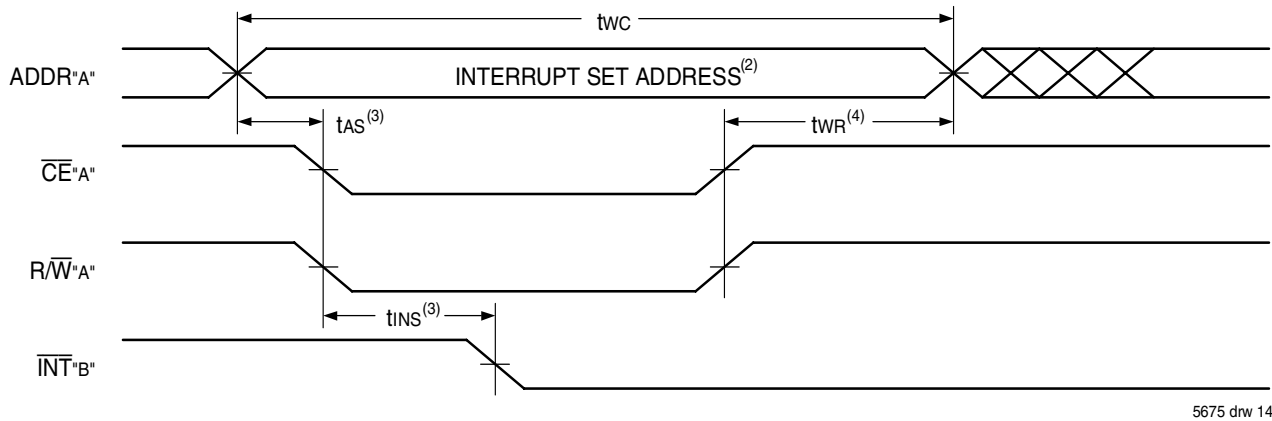 tWC
ADDR"A"
INTERRUPT SET ADDRESS(2)
tAS(3)
tWR(4)
CE"A"
R/W"A"
tINS(3)
INT"B"
5675 drw 14